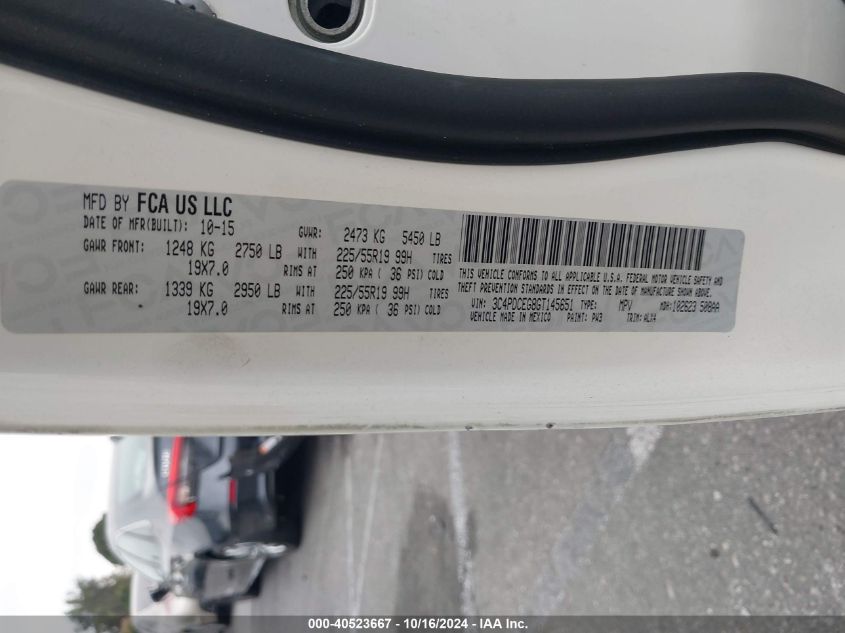 MFD BY FCA US LLC
DATE OF MFR(BUILT): 10-15 GVWR: 2473 KG 5450 LB
GAWR FRONT: 1248 KG 2750 LB WITH 225/55R19 99H TIRES
19X7.0 RIMS AT 250 KPA ( 36 PSI) COLD
GAWR REAR: 1339 KG 2950 LB WITH 225/55R19 99H TIRES
19X7.0 RIMS AT 250 KPA ( 36 PSI) COLD
THIS VEHICLE CONFORMS TO ALL APPLICABLE U.S.A. FEDERAL MOTOR VEHICLE SAFETY AND
THEFT PREVENTION STANDARDS IN EFFECT ON THE DATE OF MANUFACTURE SHOWN ABOVE.
VIN: 3C4PDCEG8GT145651 TYPE: MPV MDH: 102623 508AA
VEHICLE MADE IN MEXICO PAINT: PW3 TRIM: ALX4
000-40523667 - 10/16/2024 - IAA Inc.